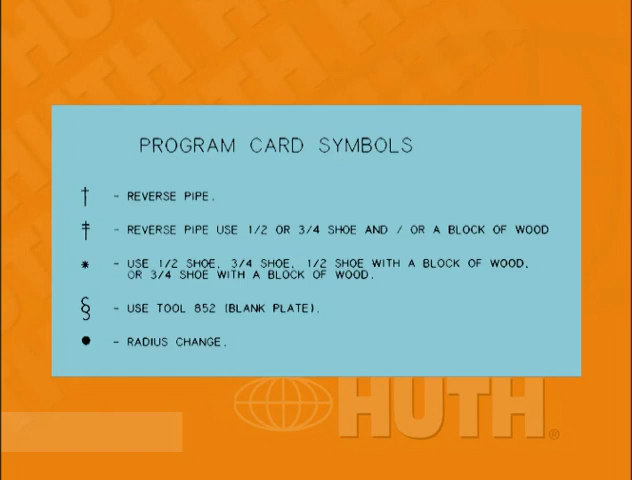 PROGRAM CARD SYMBOLS
† - REVERSE PIPE.
‡ - REVERSE PIPE USE 1/2 OR 3/4 SHOE AND / OR A BLOCK OF WOOD
* - USE 1/2 SHOE, 3/4 SHOE, 1/2 SHOE WITH A BLOCK OF WOOD,
OR 3/4 SHOE WITH A BLOCK OF WOOD.
§ - USE TOOL 852 (BLANK PLATE).
● - RADIUS CHANGE.
HUTH®